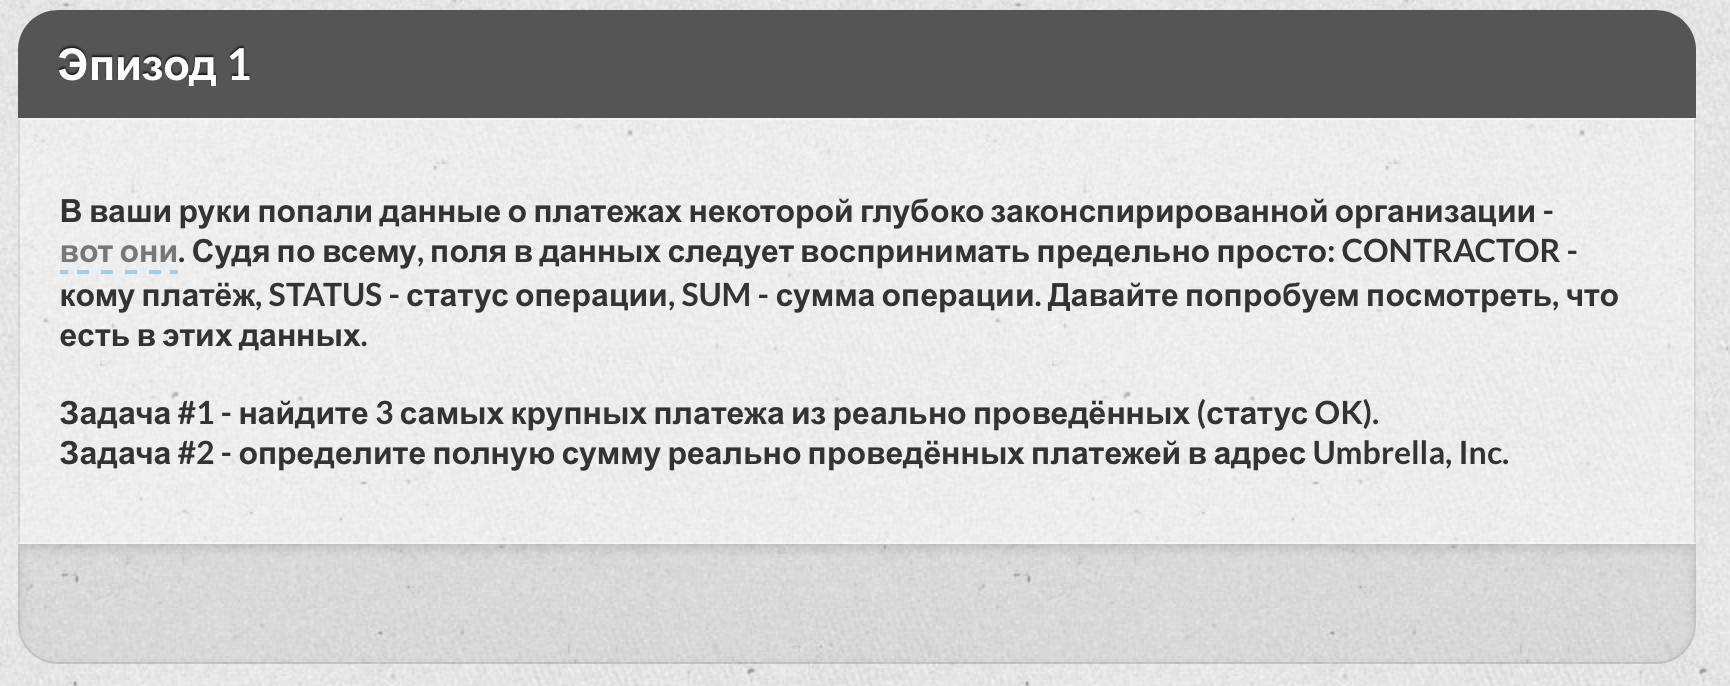 Эпизод 1
В ваши руки попали данные о платежах некоторой глубоко законспирированной организации -
вот они. Судя по всему, поля в данных следует воспринимать предельно просто: CONTRACTOR -
кому платёж, STATUS - статус операции, SUM - сумма операции. Давайте попробуем посмотреть, что
есть в этих данных.
Задача #1 - найдите 3 самых крупных платежа из реально проведённых (статус OK).
Задача #2 - определите полную сумму реально проведённых платежей в адрес Umbrella, Inc.